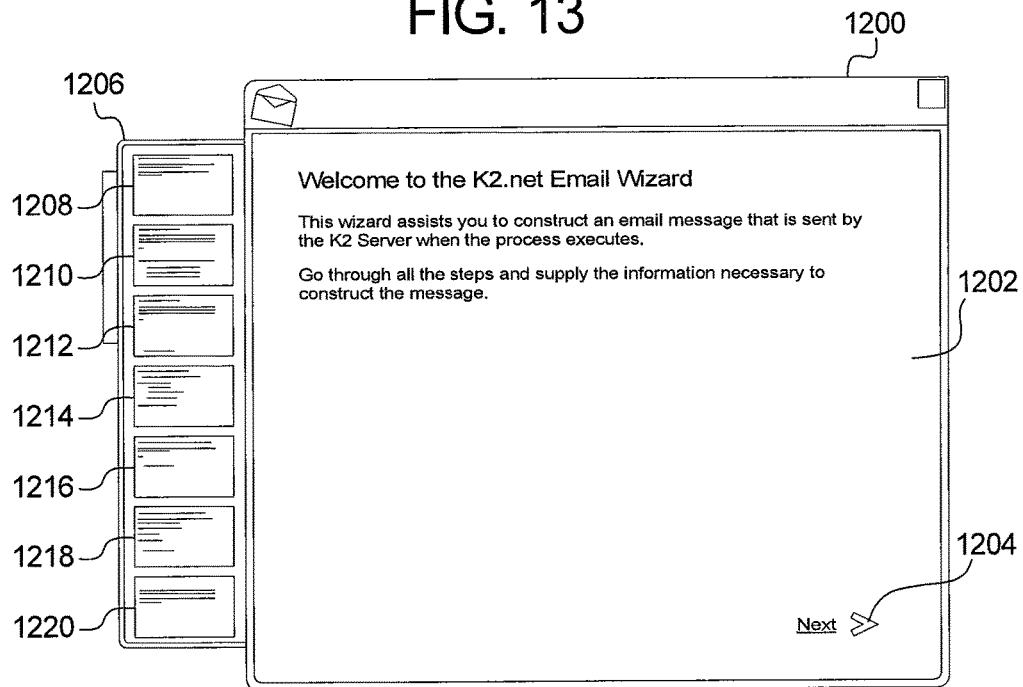 FIG. 13
1200
1206
1208
1210
1212
1214
1216
1218
1220
Welcome to the K2.net Email Wizard
This wizard assists you to construct an email message that is sent by
the K2 Server when the process executes.
Go through all the steps and supply the information necessary to
construct the message.
1202
1204
Next